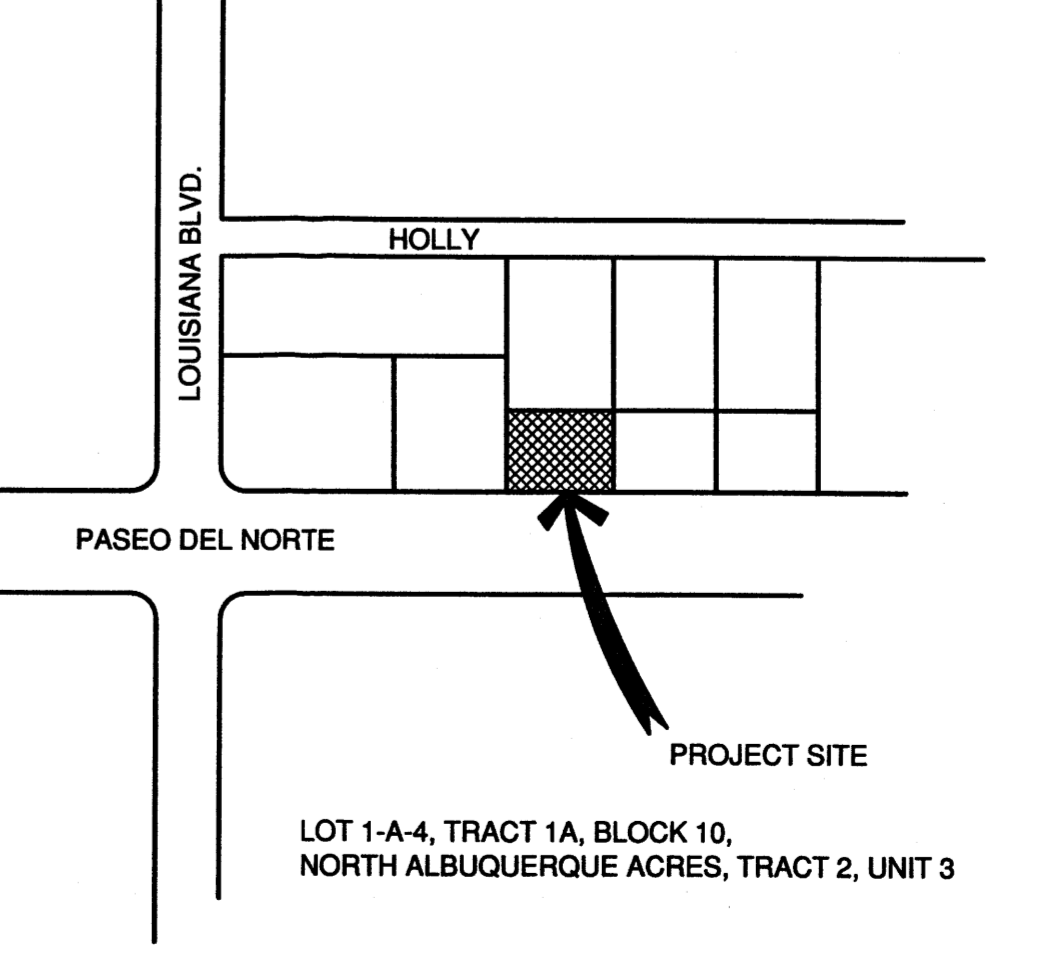 LOUISIANA BLVD.
HOLLY
PASEO DEL NORTE
PROJECT SITE
LOT 1-A-4, TRACT 1A, BLOCK 10,
NORTH ALBUQUERQUE ACRES, TRACT 2, UNIT 3